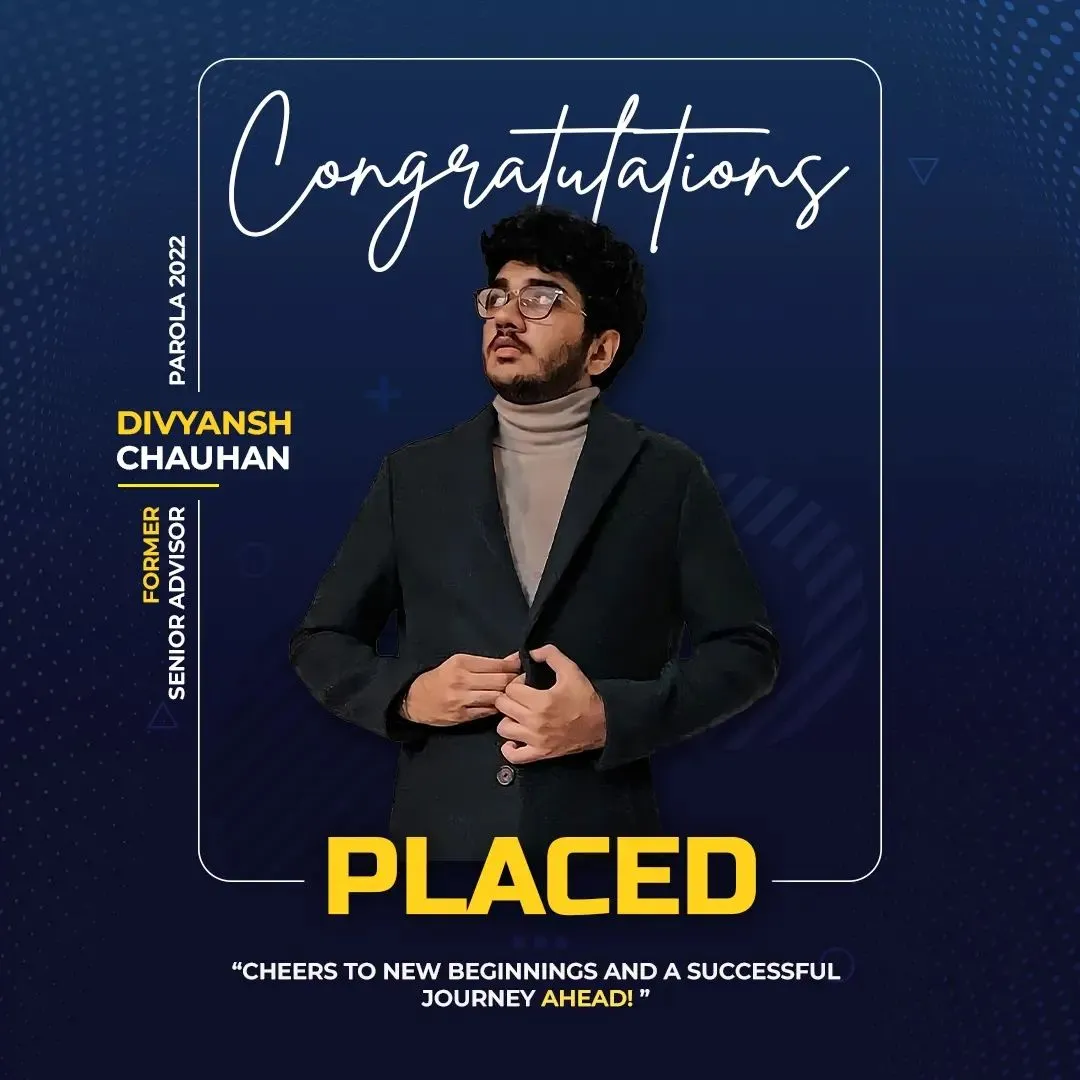 Congratulations
PAROLA 2022
DIVYANSH
CHAUHAN
FORMER
SENIOR ADVISOR
PLACED
“CHEERS TO NEW BEGINNINGS AND A SUCCESSFUL
JOURNEY AHEAD! ”